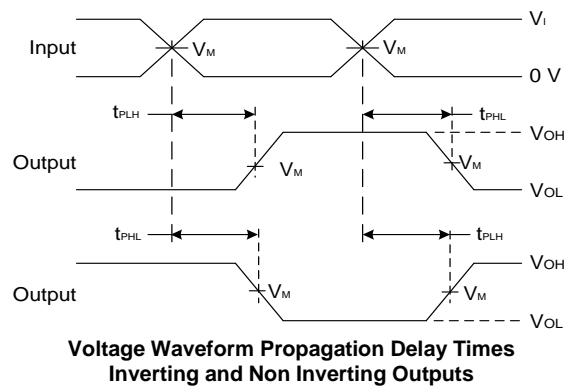 VI
Input
VM
VM
0 V
tPLH
tPHL
VOH
Output
VM
VM
VOL
tPHL
tPLH
VOH
Output
VM
VM
VOL
Voltage Waveform Propagation Delay Times
Inverting and Non Inverting Outputs